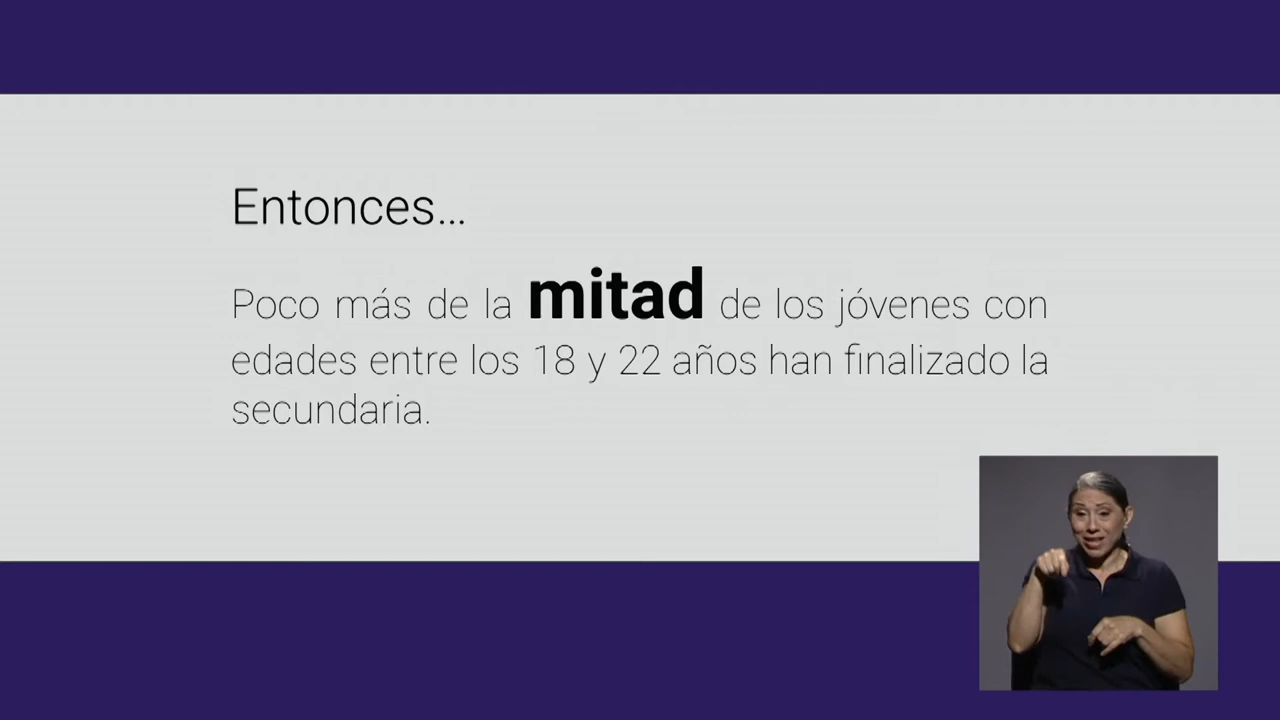 Entonces...
Poco más de la mitad de los jóvenes con
edades entre los 18 y 22 años han finalizado la
secundaria.